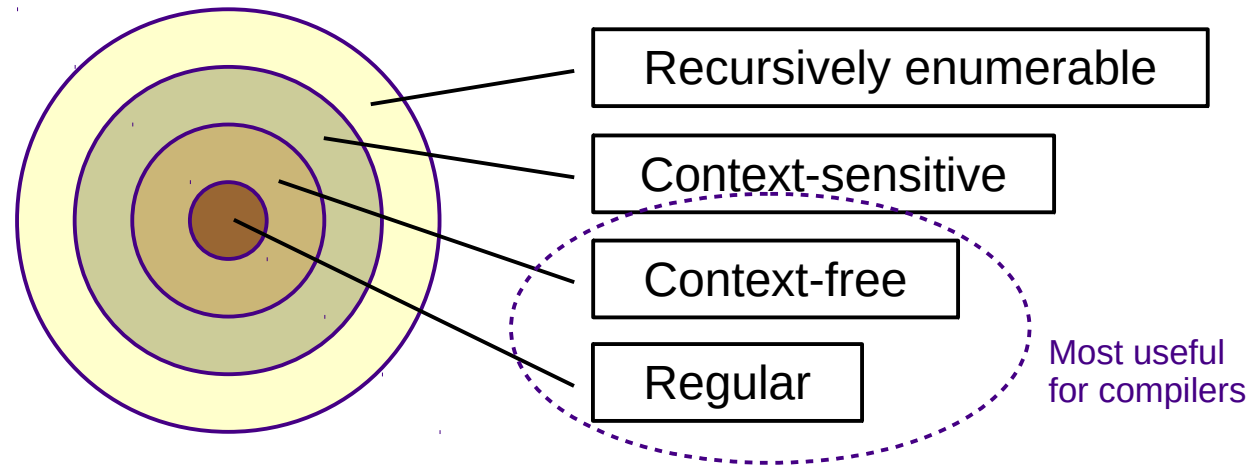 Recursively enumerable
Context-sensitive
Context-free
Regular
Most useful
for compilers